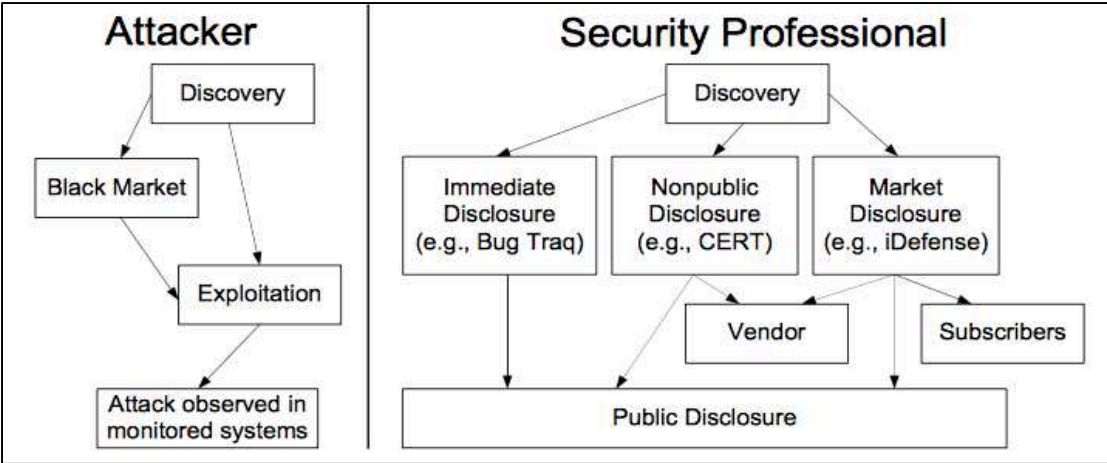 Attacker
Discovery
Black Market
Exploitation
Attack observed in
monitored systems
Security Professional
Discovery
Immediate
Disclosure
(e.g., Bug Traq)
Nonpublic
Disclosure
(e.g., CERT)
Market
Disclosure
(e.g., iDefense)
Vendor
Subscribers
Public Disclosure